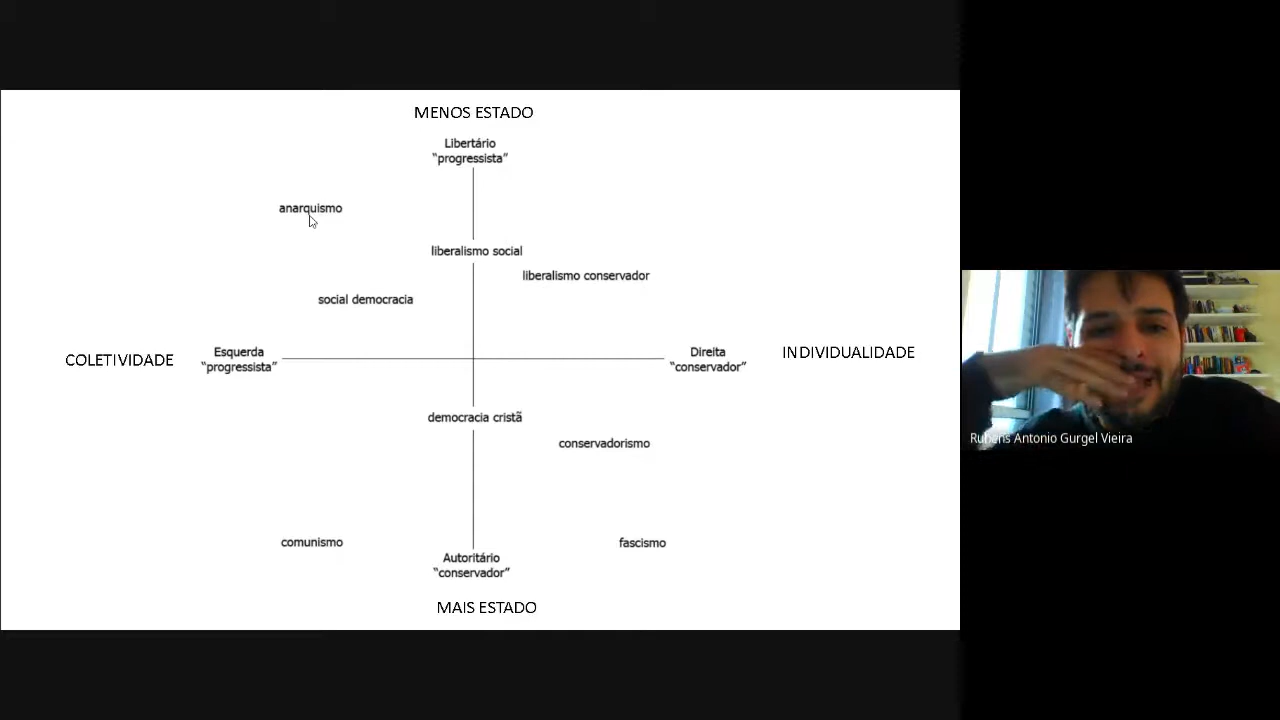 MENOS ESTADO
Libertário
“progressista”
anarquismo
liberalismo social
liberalismo conservador
social democracia
COLETIVIDADE
Esquerda
“progressista”
Direita
“conservador”
INDIVIDUALIDADE
democracia cristã
conservadorismo
comunismo
fascismo
Autoritário
“conservador”
MAIS ESTADO
Rubens Antonio Gurgel Vieira